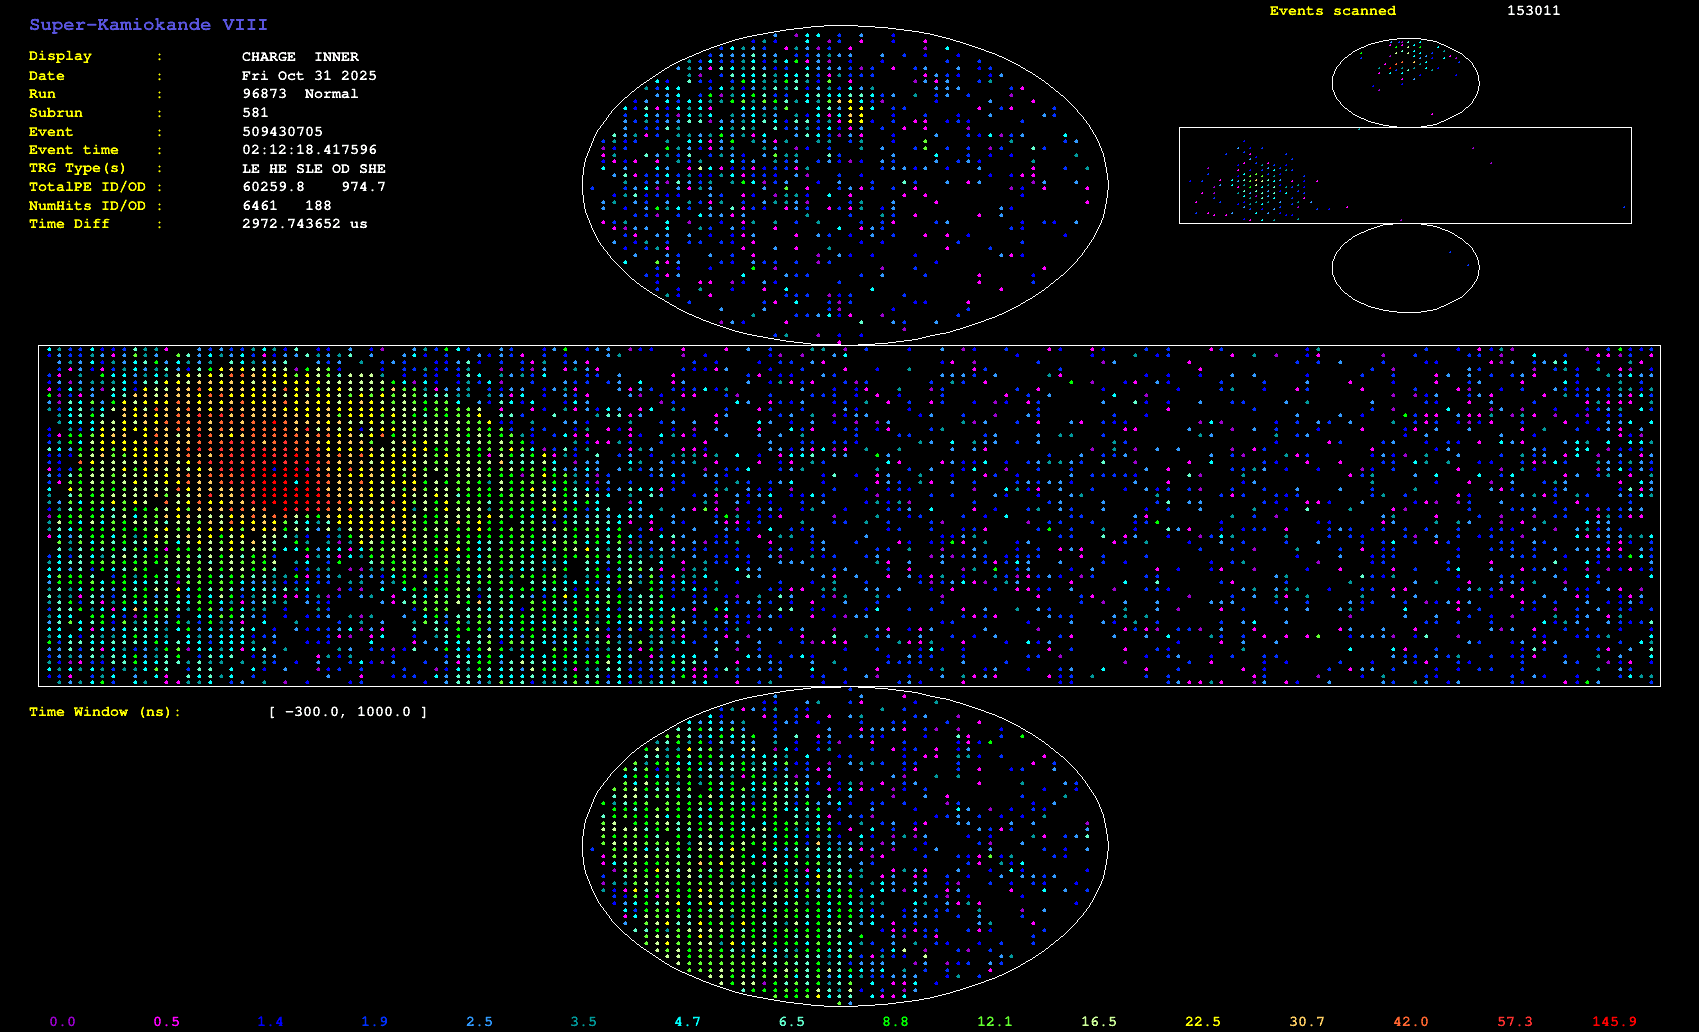 Super-Kamiokande VIII
Events scanned 153011
Display : CHARGE INNER
Date : Fri Oct 31 2025
Run : 96873 Normal
Subrun : 581
Event : 509430705
Event time : 02:12:18.417596
TRG Type(s) : LE HE SLE OD SHE
TotalPE ID/OD : 60259.8 974.7
NumHits ID/OD : 6461 188
Time Diff : 2972.743652 us
Time Window (ns): [ -300.0, 1000.0 ]
0.0 0.5 1.4 1.9 2.5 3.5 4.7 6.5 8.8 12.1 16.5 22.5 30.7 42.0 57.3 145.9